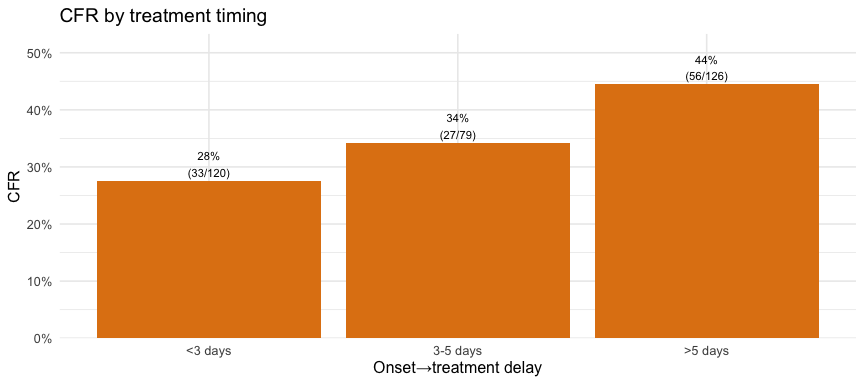 CFR by treatment timing
50%
40%
30%
20%
10%
0%
CFR
28%
(33/120)
34%
(27/79)
44%
(56/126)
<3 days
3-5 days
>5 days
Onset→treatment delay